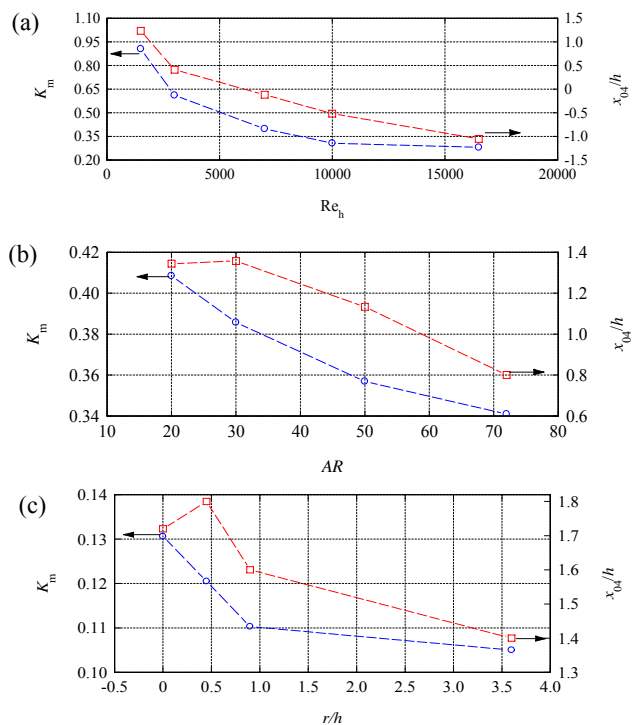 (a)
1.10 1.5
0.95 1.0
0.80 0.5
0.65 0
0.50 -0.5
0.35 -1.0
0.20 -1.5
K_m
x_04/h
0 5000 10000 15000 20000
Re_h
(b)
0.42 1.4
0.40 1.2
0.38 1.0
0.36 0.8
0.34 0.6
K_m
x_04/h
10 20 30 40 50 60 70 80
AR
(c)
0.14 1.8
0.13 1.7
0.12 1.6
1.5
0.11 1.4
0.10 1.3
K_m
x_04/h
-0.5 0 0.5 1.0 1.5 2.0 2.5 3.0 3.5 4.0
r/h